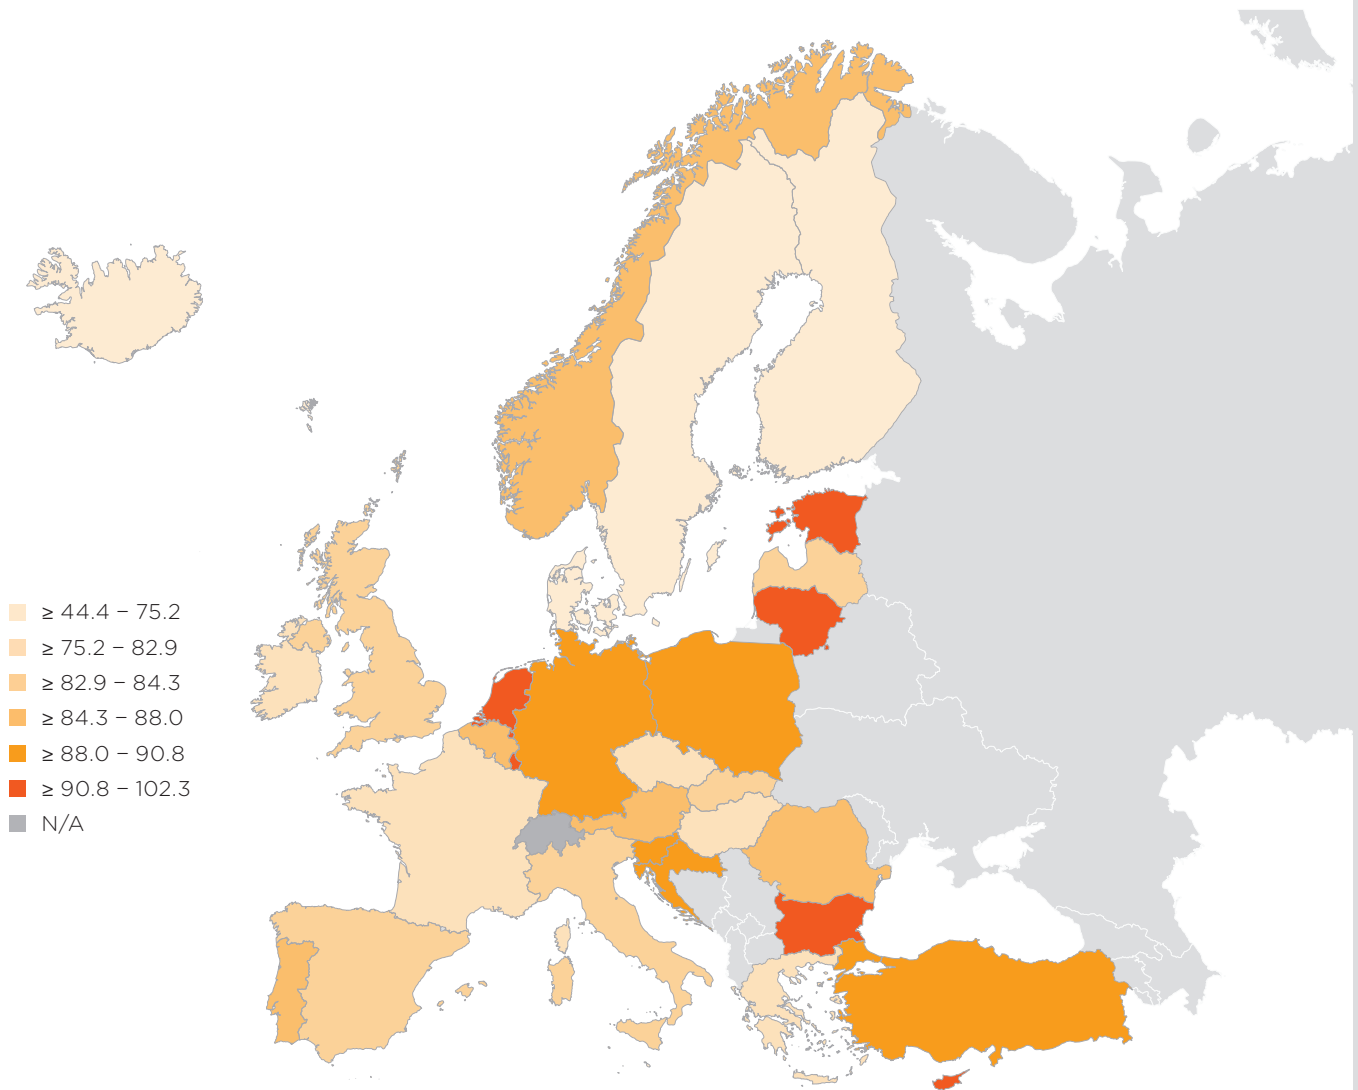 ≥ 44.4 – 75.2
≥ 75.2 – 82.9
≥ 82.9 – 84.3
≥ 84.3 – 88.0
≥ 88.0 – 90.8
≥ 90.8 – 102.3
N/A